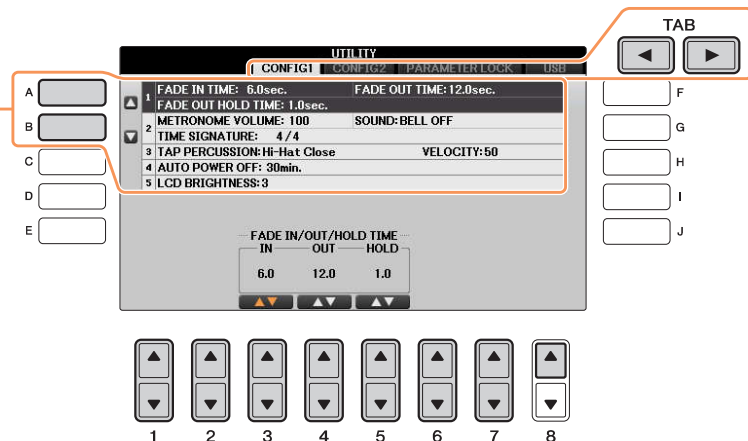 TAB
UTILITY
CONFIG1 CONFIG2 PARAMETER LOCK USB
A
B
C
D
E
1 FADE IN TIME: 6.0sec. FADE OUT TIME:12.0sec.
FADE OUT HOLD TIME: 1.0sec.
2 METRONOME VOLUME: 100 SOUND:BELL OFF
TIME SIGNATURE: 4/4
3 TAP PERCUSSION:Hi-Hat Close VELOCITY:50
4 AUTO POWER OFF: 30min.
5 LCD BRIGHTNESS:3
F
G
H
I
J
FADE IN/OUT/HOLD TIME
IN OUT HOLD
6.0 12.0 1.0
1 2 3 4 5 6 7 8